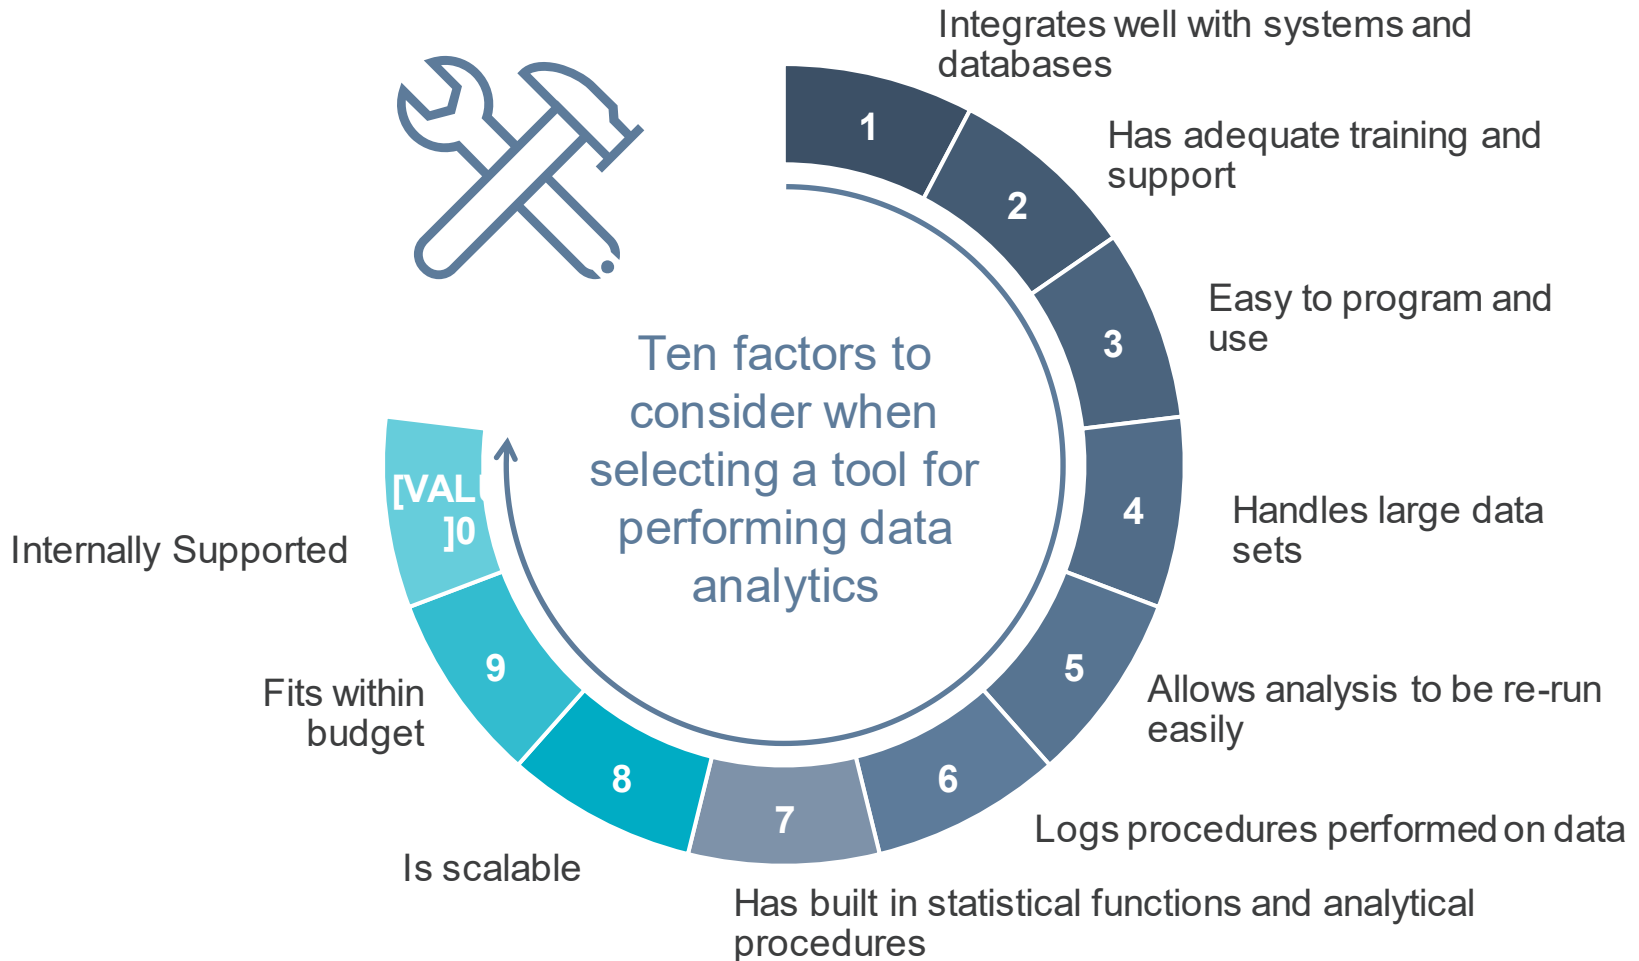 Integrates well with systems and
databases
1
Has adequate training and
support
2
Easy to program and
use
3
Handles large data
sets
4
Allows analysis to be re-run
easily
5
Logs procedures performed on data
6
Has built in statistical functions and analytical
procedures
7
Is scalable
8
Fits within
budget
9
Internally Supported
[VALU
]0
Ten factors to
consider when
selecting a tool for
performing data
analytics